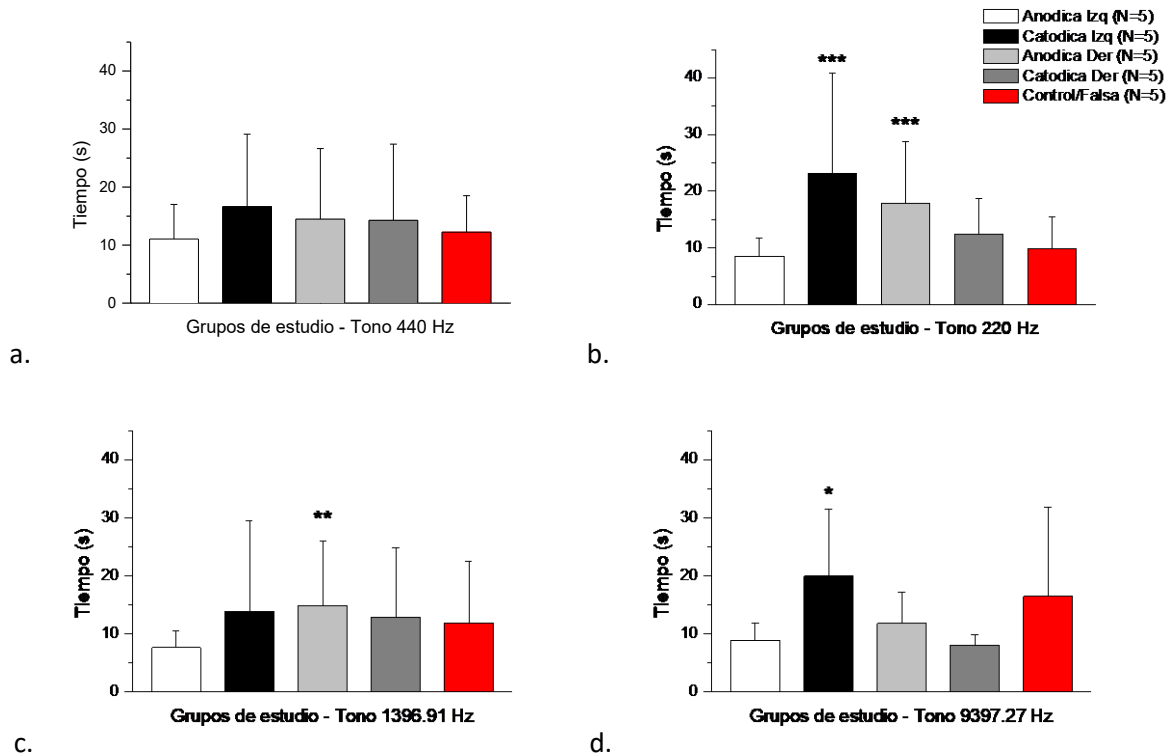 40
30
20
10
0
Tiempo (s)
Grupos de estudio - Tono 440 Hz
a.
Anodica Izq (N=5)
Catodica Izq (N=5)
Anodica Der (N=5)
Catodica Der (N=5)
Control/Falsa (N=5)
***
***
40
30
20
10
0
Tiempo (s)
Grupos de estudio - Tono 220 Hz
b.
**
40
30
20
10
0
Tiempo (s)
Grupos de estudio - Tono 1396.91 Hz
c.
*
40
30
20
10
0
Tiempo (s)
Grupos de estudio - Tono 9397.27 Hz
d.